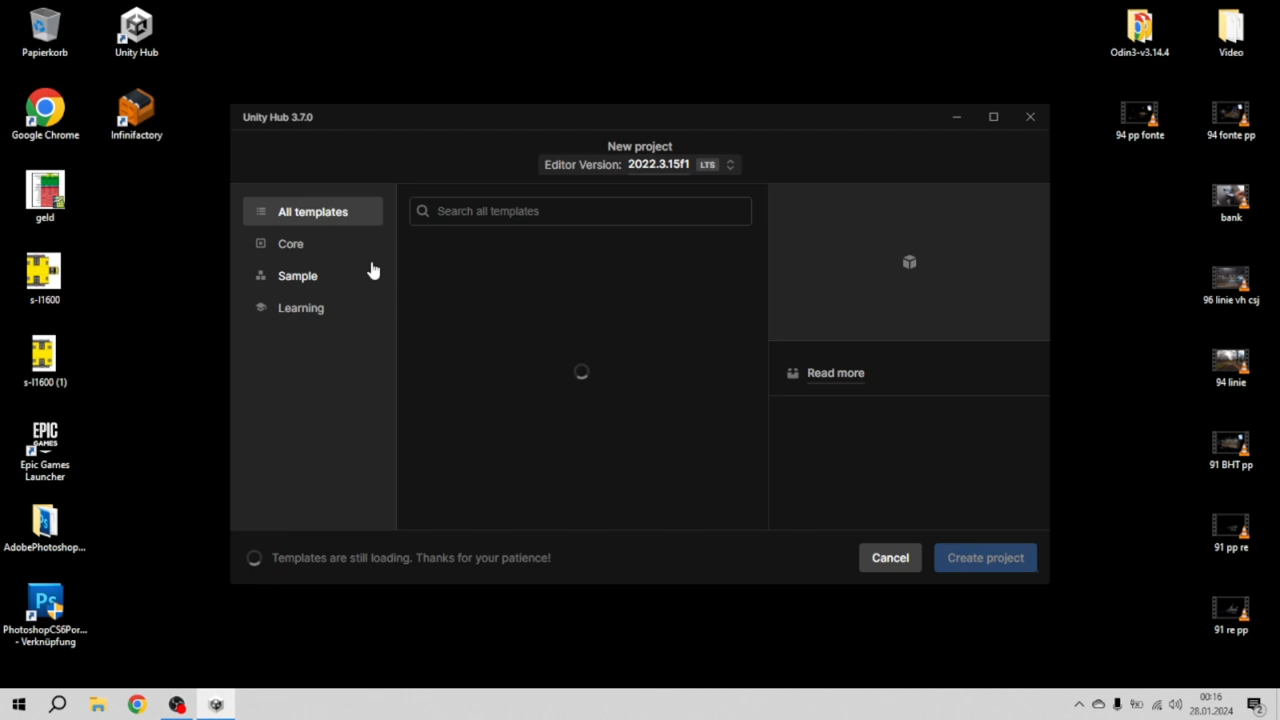 Papierkorb
Unity Hub
Google Chrome
Infinifactory
geld
s-l1600
s-l1600 (1)
EPIC
GAMES
Epic Games
Launcher
AdobePhotoshop...
Ps
PhotoshopCS6Por...
- Verknüpfung
Unity Hub 3.7.0
New project
Editor Version: 2022.3.15f1 LTS
All templates
Core
Sample
Learning
Search all templates
Read more
Templates are still loading. Thanks for your patience!
Cancel
Create project
Odin3-v3.14.4
Video
94 pp fonte
94 fonte pp
bank
96 linie vh csj
94 linie
91 BHT pp
91 pp re
91 re pp
00:16
28.01.2024
2